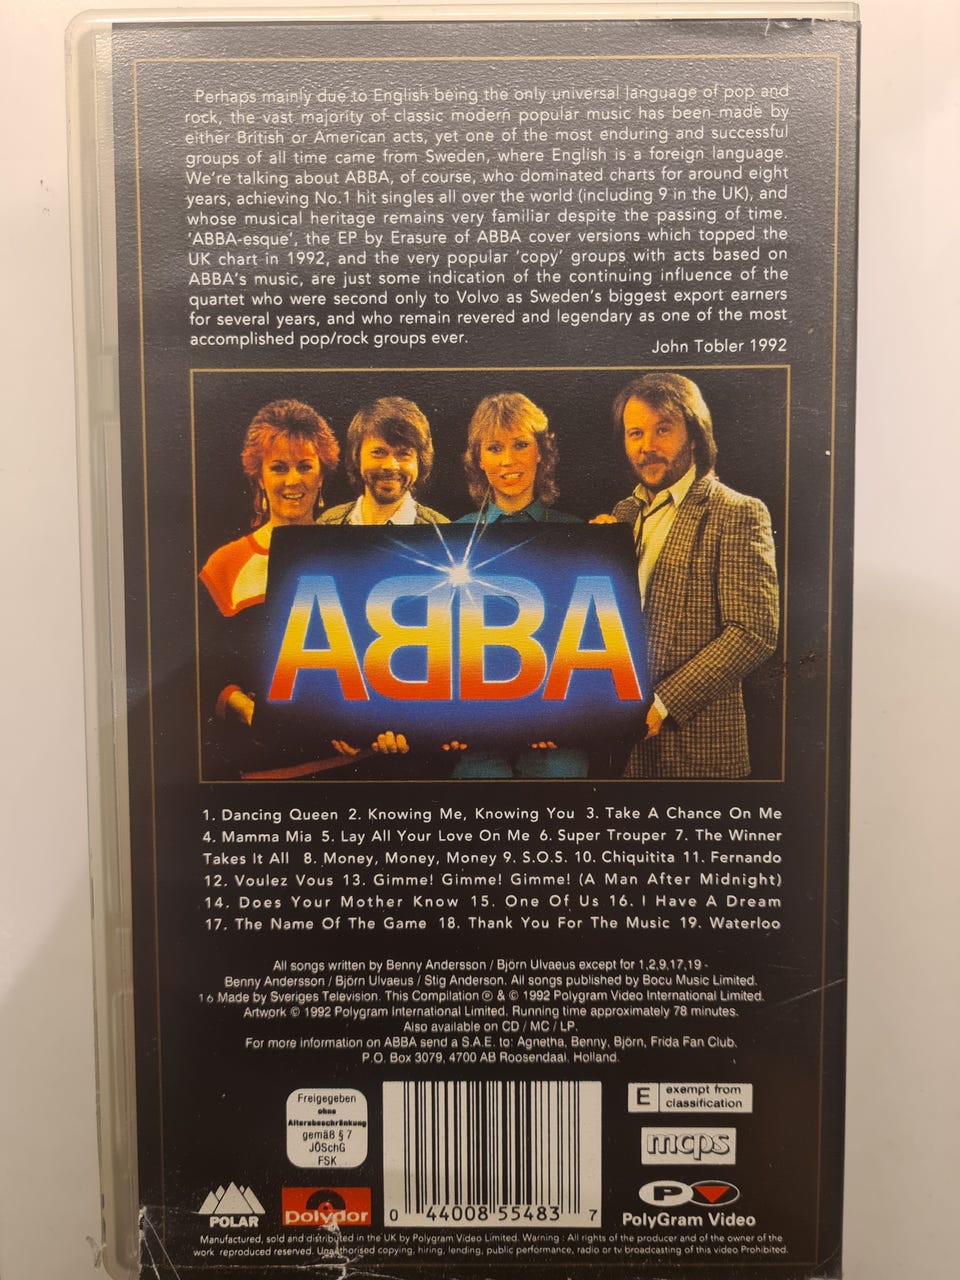 Perhaps mainly due to English being the only universal language of pop and
rock, the vast majority of classic modern popular music has been made by
either British or American acts, yet one of the most enduring and successful
groups of all time came from Sweden, where English is a foreign language.
We're talking about ABBA, of course, who dominated charts for around eight
years, achieving No.1 hit singles all over the world (including 9 in the UK), and
whose musical heritage remains very familiar despite the passing of time.
'ABBA-esque', the EP by Erasure of ABBA cover versions which topped the
UK chart in 1992, and the very popular 'copy' groups with acts based on
ABBA's music, are just some indication of the continuing influence of the
quartet who were second only to Volvo as Sweden's biggest export earners
for several years, and who remain revered and legendary as one of the most
accomplished pop/rock groups ever.
John Tobler 1992
ABBA
1. Dancing Queen 2. Knowing Me, Knowing You 3. Take A Chance On Me
4. Mamma Mia 5. Lay All Your Love On Me 6. Super Trouper 7. The Winner
Takes It All 8. Money, Money, Money 9. S.O.S. 10. Chiquitita 11. Fernando
12. Voulez Vous 13. Gimme! Gimme! Gimme! (A Man After Midnight)
14. Does Your Mother Know 15. One Of Us 16. I Have A Dream
17. The Name Of The Game 18. Thank You For The Music 19. Waterloo
All songs written by Benny Andersson / Björn Ulvaeus except for 1,2,9,17,19 -
Benny Andersson / Björn Ulvaeus / Stig Anderson. All songs published by Bocu Music Limited.
16 Made by Sveriges Television. This Compilation ℗ & © 1992 Polygram Video International Limited.
Artwork © 1992 Polygram International Limited. Running time approximately 78 minutes.
Also available on CD / MC / LP.
For more information on ABBA send a S.A.E. to: Agnetha, Benny, Björn, Frida Fan Club.
P.O. Box 3079, 4700 AB Roosendaal, Holland.
Freigegeben
ohne
Altersbeschränkung
gemäß § 7
JÖSchG
FSK
E exempt from
classification
mcps
POLAR
polydor
0 44008 55483 7
PolyGram Video
Manufactured, sold and distributed in the UK by Polygram Video Limited. Warning : All rights of the producer and of the owner of the
work reproduced reserved. Unauthorised copying, hiring, lending, public performance, radio or tv broadcasting of this video Prohibited.